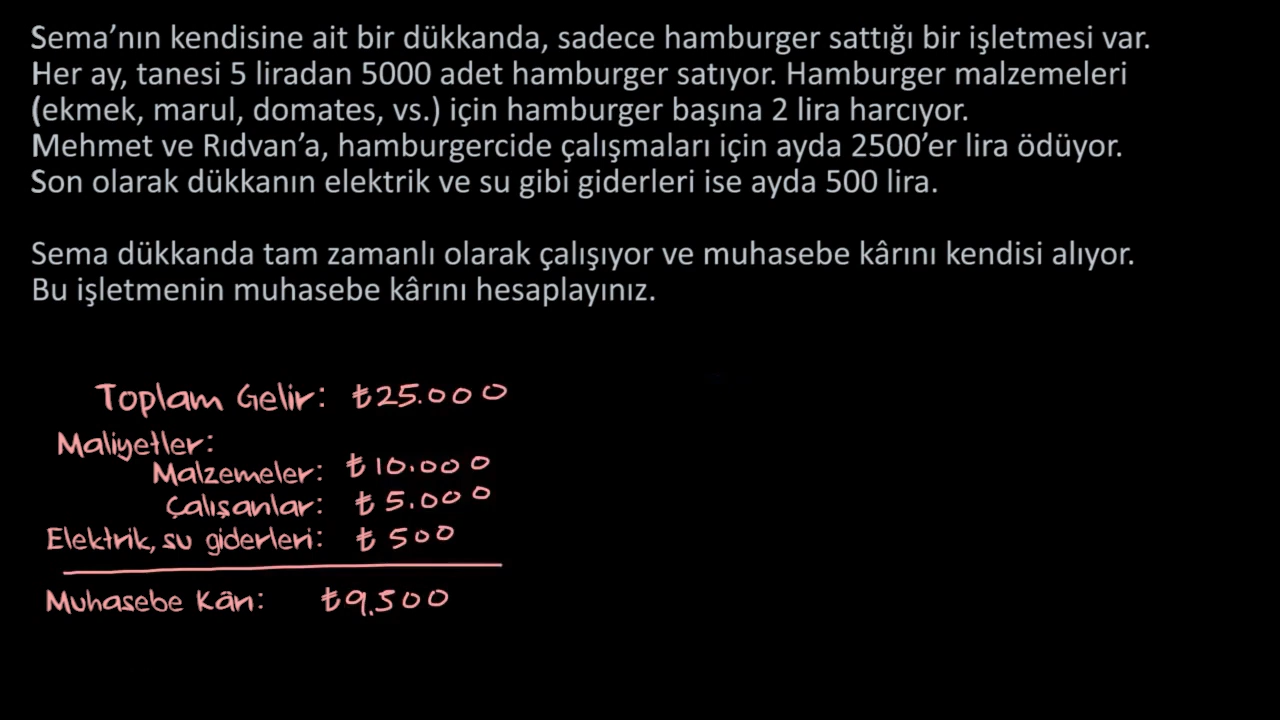 Sema’nın kendisine ait bir dükkanda, sadece hamburger sattığı bir işletmesi var.
Her ay, tanesi 5 liradan 5000 adet hamburger satıyor. Hamburger malzemeleri
(ekmek, marul, domates, vs.) için hamburger başına 2 lira harcıyor.
Mehmet ve Rıdvan’a, hamburgercide çalışmaları için ayda 2500’er lira ödüyor.
Son olarak dükkanın elektrik ve su gibi giderleri ise ayda 500 lira.
Sema dükkanda tam zamanlı olarak çalışıyor ve muhasebe kârını kendisi alıyor.
Bu işletmenin muhasebe kârını hesaplayınız.
Toplam Gelir: ₺25.000
Maliyetler:
Malzemeler: ₺10.000
Çalışanlar: ₺5.000
Elektrik, su giderleri: ₺500
Muhasebe Kârı: ₺9.500